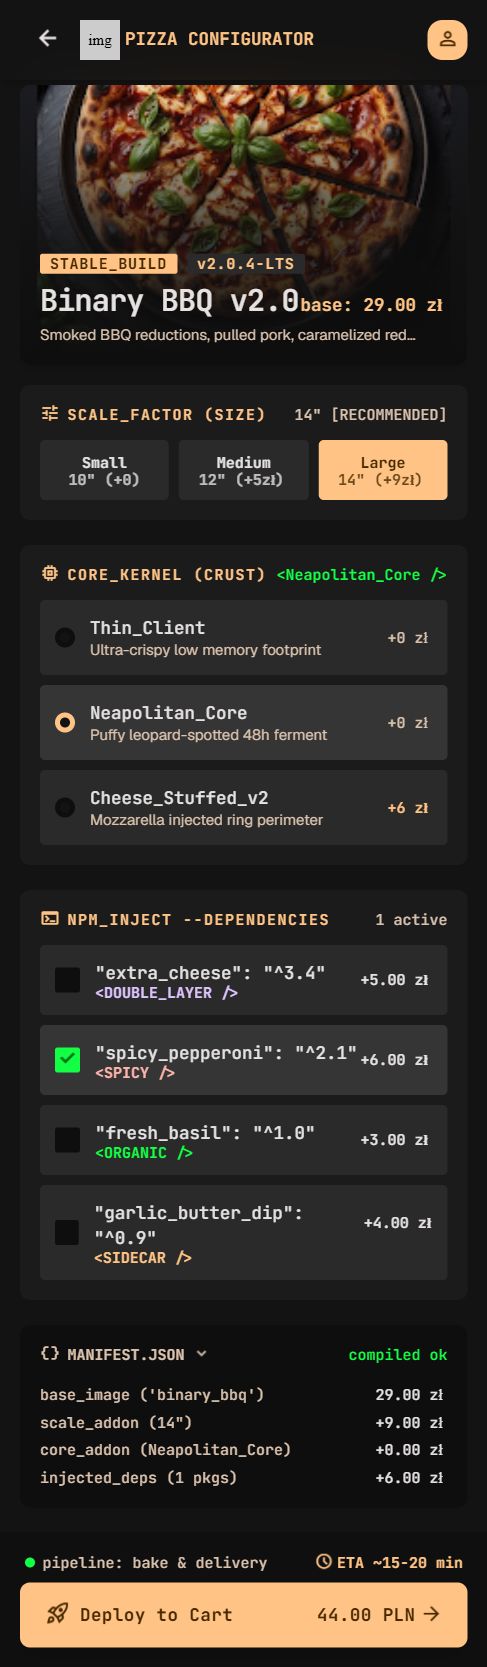 img PIZZA CONFIGURATOR
STABLE_BUILD v2.0.4-LTS
Binary BBQ v2.0 base: 29.00 zł
Smoked BBQ reductions, pulled pork, caramelized red...
SCALE_FACTOR (SIZE) 14" [RECOMMENDED]
Small
10" (+0)
Medium
12" (+5zł)
Large
14" (+9zł)
CORE_KERNEL (CRUST) <Neapolitan_Core />
Thin_Client
Ultra-crispy low memory footprint
+0 zł
Neapolitan_Core
Puffy leopard-spotted 48h ferment
+0 zł
Cheese_Stuffed_v2
Mozzarella injected ring perimeter
+6 zł
NPM_INJECT --DEPENDENCIES 1 active
"extra_cheese": "^3.4"
<DOUBLE_LAYER />
+5.00 zł
"spicy_pepperoni": "^2.1"
<SPICY />
+6.00 zł
"fresh_basil": "^1.0"
<ORGANIC />
+3.00 zł
"garlic_butter_dip":
"^0.9"
<SIDECAR />
+4.00 zł
{} MANIFEST.JSON compiled ok
base_image ('binary_bbq') 29.00 zł
scale_addon (14") +9.00 zł
core_addon (Neapolitan_Core) +0.00 zł
injected_deps (1 pkgs) +6.00 zł
pipeline: bake & delivery ETA ~15-20 min
Deploy to Cart 44.00 PLN